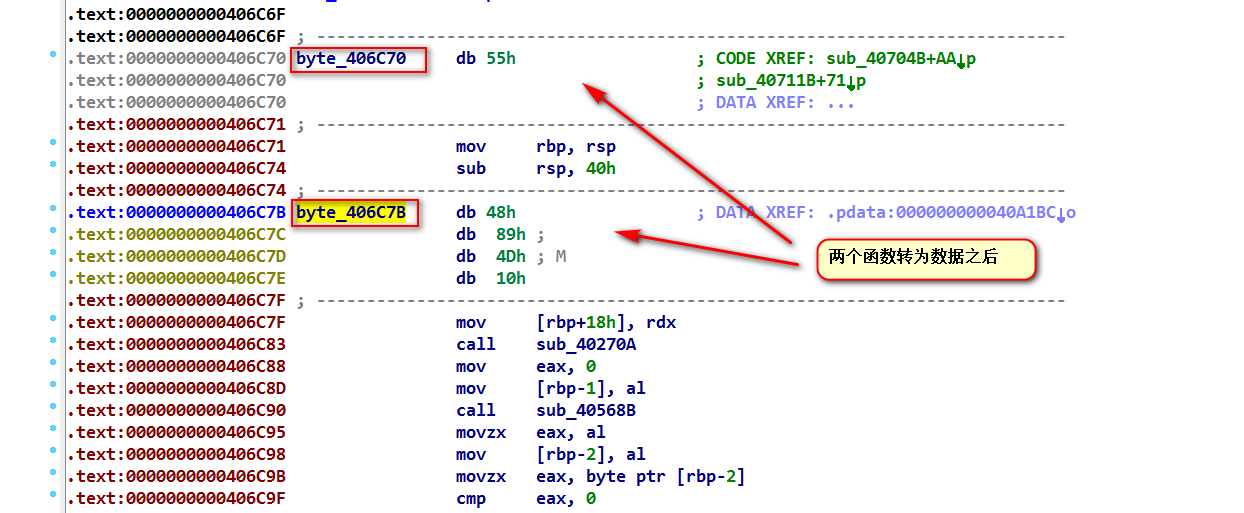 .text:0000000000406C6F
.text:0000000000406C6F ; ---------------------------------------------------------------------------
.text:0000000000406C70 byte_406C70 db 55h ; CODE XREF: sub_40704B+AA↓p
.text:0000000000406C70 ; sub_40711B+71↓p
.text:0000000000406C70 ; DATA XREF: ...
.text:0000000000406C71 ; ---------------------------------------------------------------------------
.text:0000000000406C71 mov rbp, rsp
.text:0000000000406C74 sub rsp, 40h
.text:0000000000406C74 ; ---------------------------------------------------------------------------
.text:0000000000406C7B byte_406C7B db 48h ; DATA XREF: .pdata:000000000040A1BC↓o
.text:0000000000406C7C db 89h ;
.text:0000000000406C7D db 4Dh ; M
.text:0000000000406C7E db 10h
两个函数转为数据之后
.text:0000000000406C7F ; ---------------------------------------------------------------------------
.text:0000000000406C7F mov [rbp+18h], rdx
.text:0000000000406C83 call sub_40270A
.text:0000000000406C88 mov eax, 0
.text:0000000000406C8D mov [rbp-1], al
.text:0000000000406C90 call sub_40568B
.text:0000000000406C95 movzx eax, al
.text:0000000000406C98 mov [rbp-2], al
.text:0000000000406C9B movzx eax, byte ptr [rbp-2]
.text:0000000000406C9F cmp eax, 0